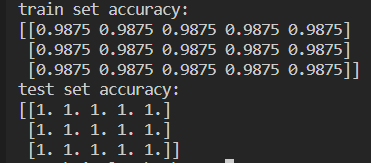 train set accuracy:
[[0.9875 0.9875 0.9875 0.9875 0.9875]
[0.9875 0.9875 0.9875 0.9875 0.9875]
[0.9875 0.9875 0.9875 0.9875 0.9875]]
test set accuracy:
[[1. 1. 1. 1. 1.]
[1. 1. 1. 1. 1.]
[1. 1. 1. 1. 1.]]